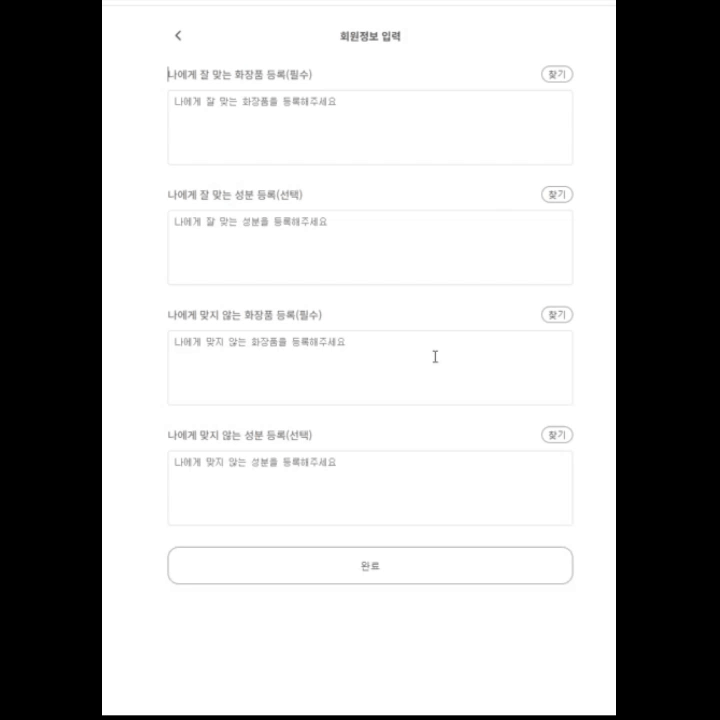 회원정보 입력
나에게 잘 맞는 화장품 등록(필수)
찾기
나에게 잘 맞는 화장품을 등록해주세요
나에게 잘 맞는 성분 등록(선택)
찾기
나에게 잘 맞는 성분을 등록해주세요
나에게 맞지 않는 화장품 등록(필수)
찾기
나에게 맞지 않는 화장품을 등록해주세요
나에게 맞지 않는 성분 등록(선택)
찾기
나에게 맞지 않는 성분을 등록해주세요
완료